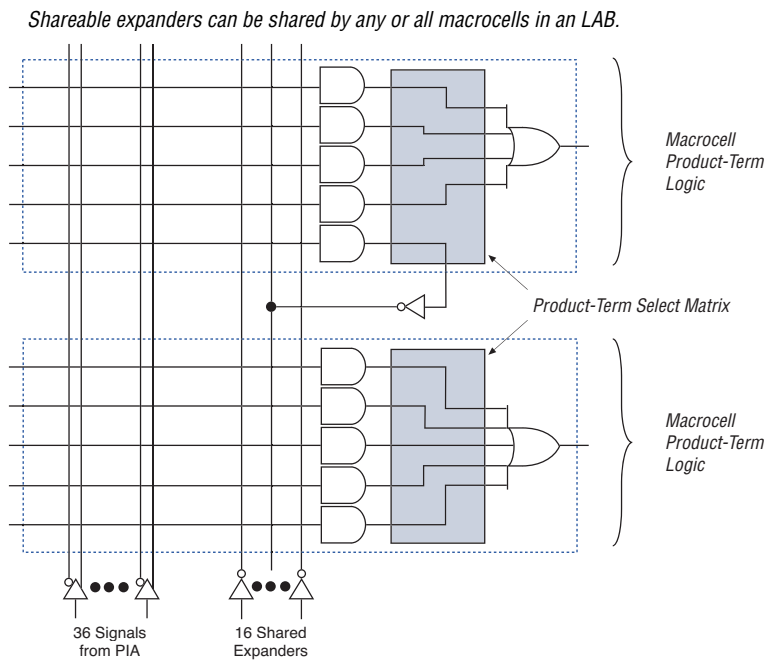 Shareable expanders can be shared by any or all macrocells in an LAB.
Macrocell
Product-Term
Logic
Product-Term Select Matrix
Macrocell
Product-Term
Logic
36 Signals
from PIA
16 Shared
Expanders